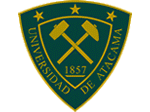 UNIVERSIDAD DE ATACAMA
1857